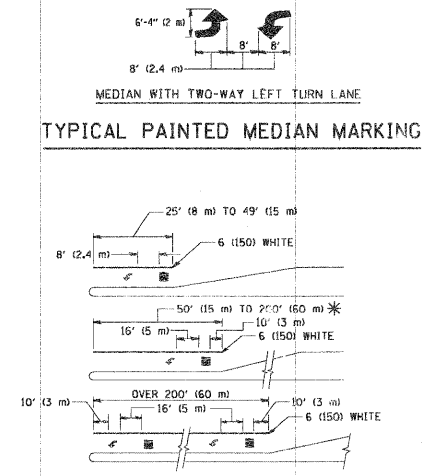 6'-4" (2 m)
8' 8'
8' (2.4 m)
MEDIAN WITH TWO-WAY LEFT TURN LANE
TYPICAL PAINTED MEDIAN MARKING
25' (8 m) TO 49' (15 m)
6 (150) WHITE
8' (2.4 m)
50' (15 m) TO 200' (60 m) *
10' (3 m)
16' (5 m)
6 (150) WHITE
OVER 200' (60 m)
10' (3 m) 10' (3 m)
16' (5 m)
6 (150) WHITE